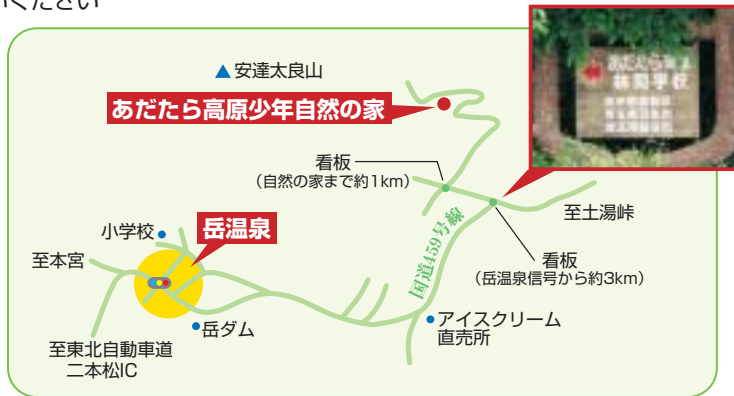 ください
安達太良山
あだたら高原少年自然の家
看板
(自然の家まで約1km)
至土湯峠
小学校
岳温泉
至本宮
国道459号線
看板
(岳温泉信号から約3km)
岳ダム
アイスクリーム
直売所
至東北自動車道
二本松IC